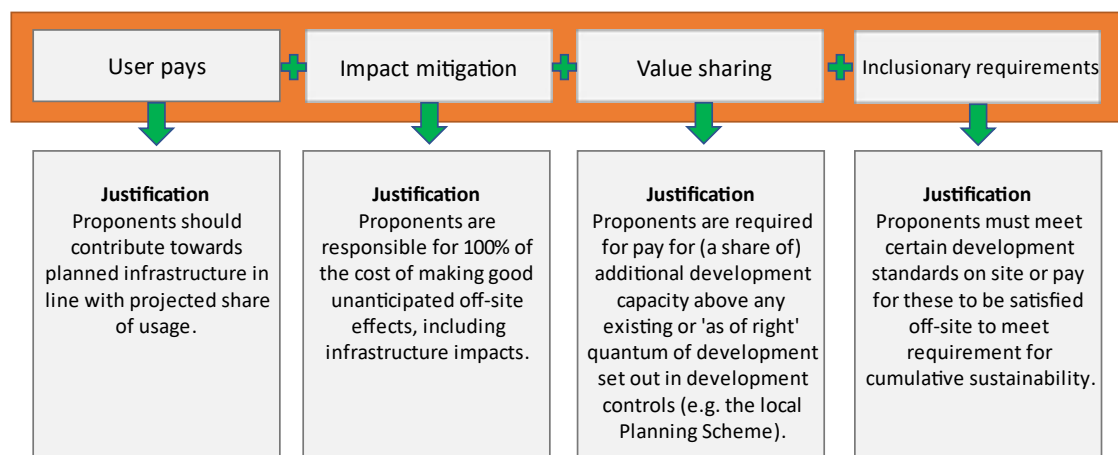 User pays
Impact mitigation
Value sharing
Inclusionary requirements
Justification
Proponents should
contribute towards
planned infrastructure in
line with projected share
of usage.
Justification
Proponents are
responsible for 100% of
the cost of making good
unanticipated off-site
effects, including
infrastructure impacts.
Justification
Proponents are required
for pay for (a share of)
additional development
capacity above any
existing or 'as of right'
quantum of development
set out in development
controls (e.g. the local
Planning Scheme).
Justification
Proponents must meet
certain development
standards on site or pay
for these to be satisfied
off-site to meet
requirement for
cumulative sustainability.